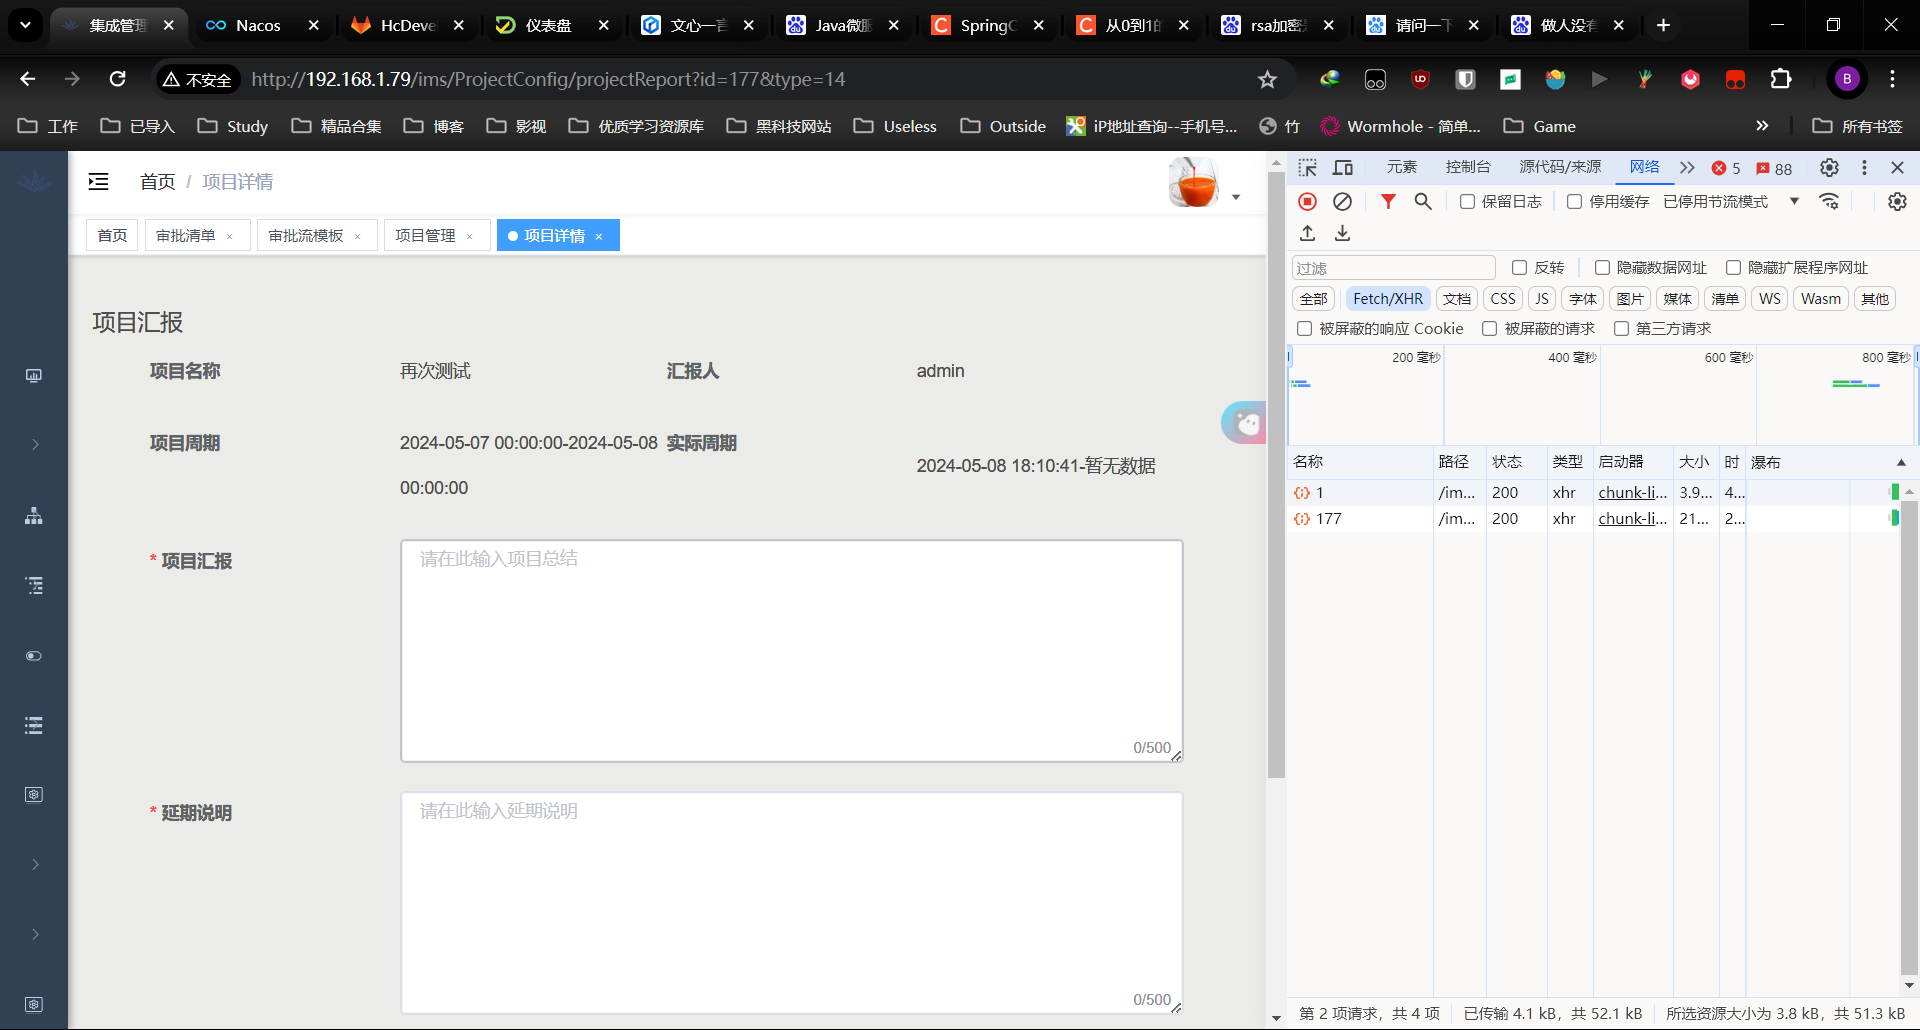 集成管理 Nacos HcDeve 仪表盘 文心一言 Java微服 SpringC 从0到1的 rsa加密 请问一下 做人没有
不安全 http://192.168.1.79/ims/ProjectConfig/projectReport?id=177&type=14 B
工作 已导入 Study 精品合集 博客 影视 优质学习资源库 黑科技网站 Useless Outside iP地址查询--手机号... 竹 Wormhole - 简单... Game 所有书签
首页 / 项目详情
首页 审批清单 × 审批流模板 × 项目管理 × 项目详情 ×
项目汇报
项目名称 再次测试 汇报人 admin
项目周期 2024-05-07 00:00:00-2024-05-08 00:00:00 实际周期 2024-05-08 18:10:41-暂无数据
* 项目汇报 请在此输入项目总结
0/500
* 延期说明 请在此输入延期说明
0/500
元素 控制台 源代码/来源 网络 5 88
保留日志 停用缓存 已停用节流模式
过滤 反转 隐藏数据网址 隐藏扩展程序网址
全部 Fetch/XHR 文档 CSS JS 字体 图片 媒体 清单 WS Wasm 其他
被屏蔽的响应 Cookie 被屏蔽的请求 第三方请求
200 毫秒 400 毫秒 600 毫秒 800 毫秒
名称 路径 状态 类型 启动器 大小 时 瀑布
1 /im... 200 xhr chunk-li... 3.9... 4...
177 /im... 200 xhr chunk-li... 21... 2...
第 2 项请求，共 4 项 已传输 4.1 kB，共 52.1 kB 所选资源大小为 3.8 kB，共 51.3 kB